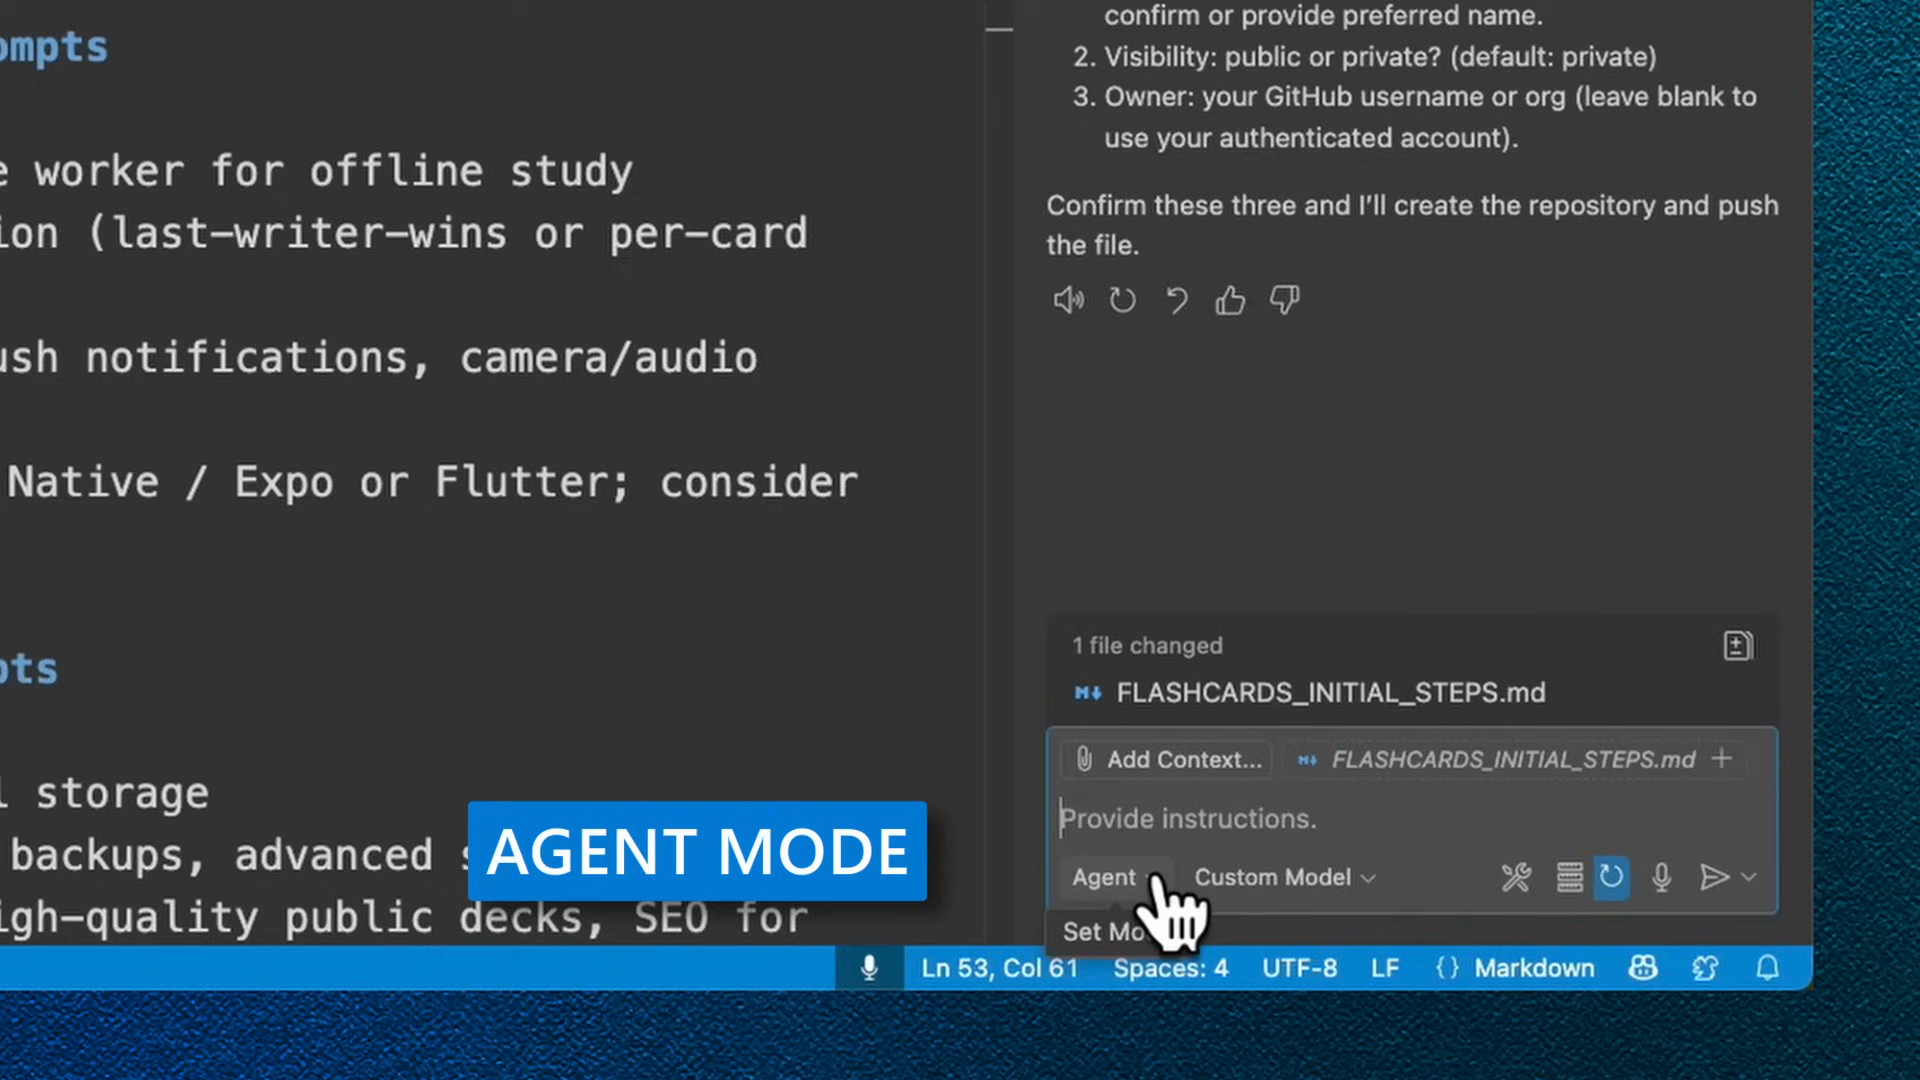 ompts
e worker for offline study
ion (last-writer-wins or per-card
ush notifications, camera/audio
Native / Expo or Flutter; consider
pts
l storage
backups, advanced s
AGENT MODE
igh-quality public decks, SEO for
confirm or provide preferred name.
2. Visibility: public or private? (default: private)
3. Owner: your GitHub username or org (leave blank to
use your authenticated account).
Confirm these three and I'll create the repository and push
the file.
1 file changed
FLASHCARDS_INITIAL_STEPS.md
Add Context...
FLASHCARDS_INITIAL_STEPS.md +
Provide instructions.
Agent
Custom Model
Set Mo
Ln 53, Col 61
Spaces: 4
UTF-8
LF
{} Markdown